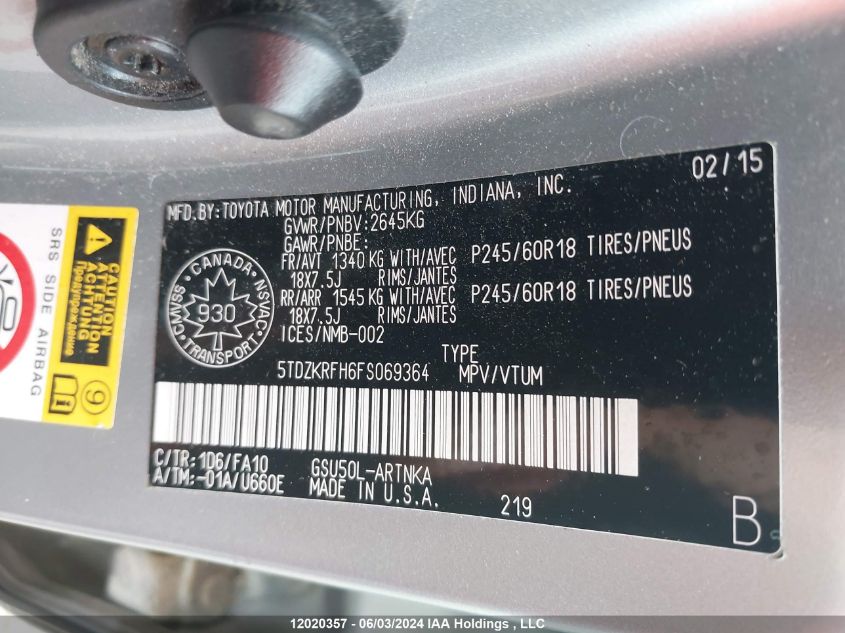 02/15
MFD.BY:TOYOTA MOTOR MANUFACTURING, INDIANA, INC.
GVWR/PNBV:2645KG
GAWR/PNBE:
FR/AVT 1340 KG WITH/AVEC P245/60R18 TIRES/PNEUS
18X7.5J RIMS/JANTES
RR/ARR 1545 KG WITH/AVEC P245/60R18 TIRES/PNEUS
18X7.5J RIMS/JANTES
ICES/NMB-002
CANADA
CMVSS
NSVAC
930
TRANSPORT
TYPE
5TDZKRFH6FS069364 MPV/VTUM
C/TR:1D6/FA10 GSU50L-ARTNKA
A/TM:-01A/U660E MADE IN U.S.A.
219
B
SRS SIDE AIRBAG
CAUTION
ATTENTION
ACHTUNG
Предупреждение
9
i
12020357 - 06/03/2024 IAA Holdings , LLC